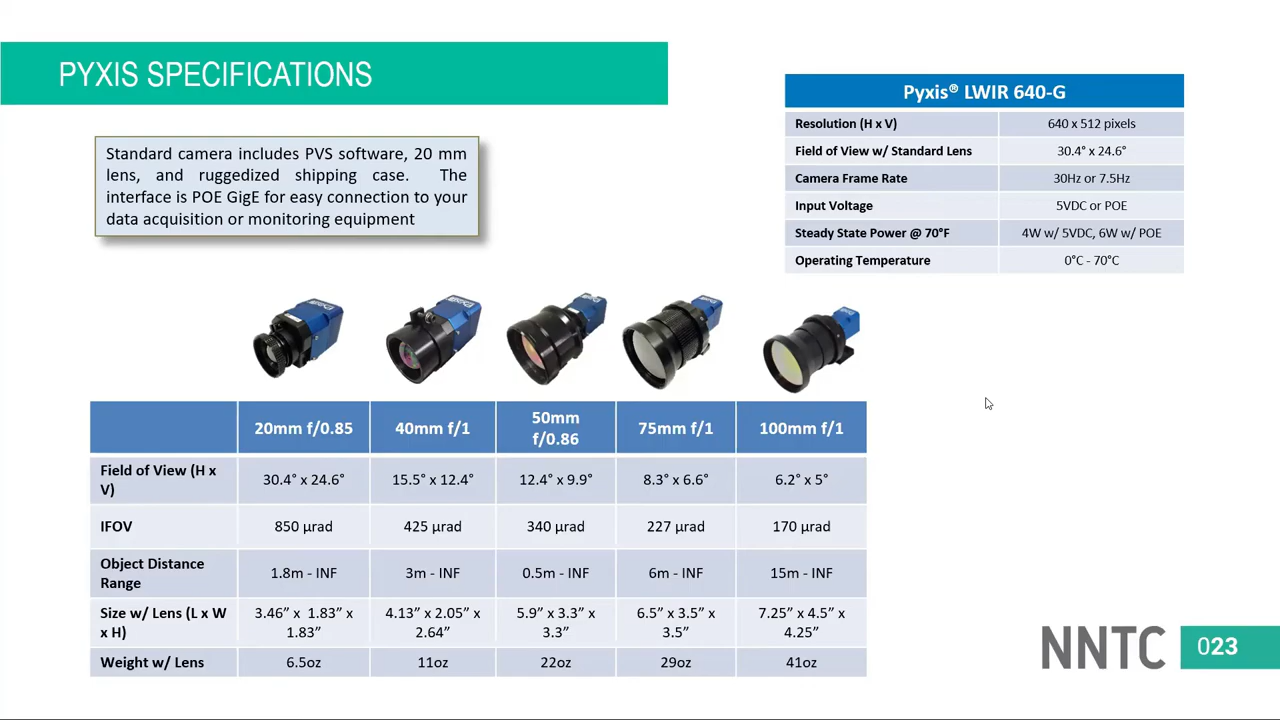 PYXIS SPECIFICATIONS
Standard camera includes PVS software, 20 mm
lens, and ruggedized shipping case. The
interface is POE GigE for easy connection to your
data acquisition or monitoring equipment
Pyxis® LWIR 640-G
Resolution (H x V) 640 x 512 pixels
Field of View w/ Standard Lens 30.4° x 24.6°
Camera Frame Rate 30Hz or 7.5Hz
Input Voltage 5VDC or POE
Steady State Power @ 70°F 4W w/ 5VDC, 6W w/ POE
Operating Temperature 0°C - 70°C
20mm f/0.85 40mm f/1 50mm f/0.86 75mm f/1 100mm f/1
Field of View (H x V) 30.4° x 24.6° 15.5° x 12.4° 12.4° x 9.9° 8.3° x 6.6° 6.2° x 5°
IFOV 850 µrad 425 µrad 340 µrad 227 µrad 170 µrad
Object Distance Range 1.8m - INF 3m - INF 0.5m - INF 6m - INF 15m - INF
Size w/ Lens (L x W x H) 3.46” x 1.83” x 1.83” 4.13” x 2.05” x 2.64” 5.9” x 3.3” x 3.3” 6.5” x 3.5” x 3.5” 7.25” x 4.5” x 4.25”
Weight w/ Lens 6.5oz 11oz 22oz 29oz 41oz
NNTC 023